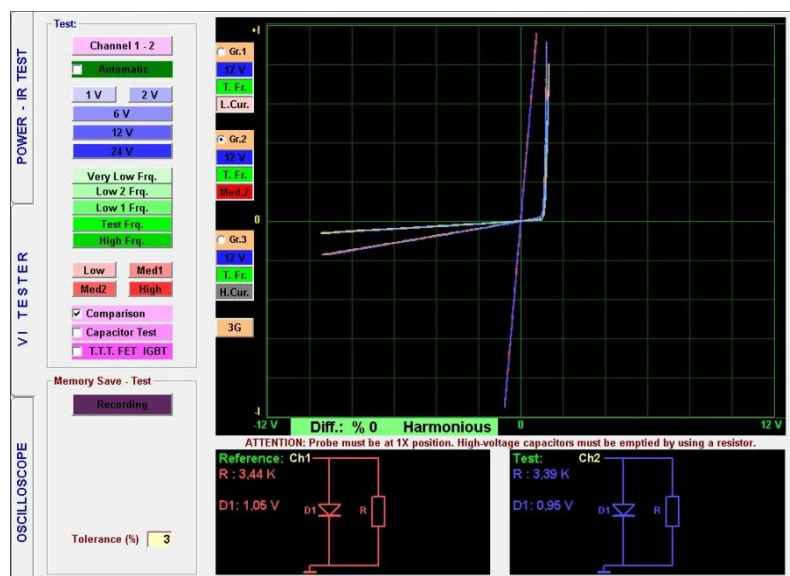 POWER - IR TEST
VI TESTER
OSCILLOSCOPE
Test:
Channel 1 - 2
Automatic
1 V
2 V
6 V
12 V
24 V
Very Low Frq.
Low 2 Frq.
Low 1 Frq.
Test Frq.
High Frq.
Low
Med1
Med2
High
Comparison
Capacitor Test
T.T.T. FET IGBT
Memory Save - Test
Recording
Tolerance (%) 3
Gr.1
12 V
T. Fr.
L.Cur.
Gr.2
12 V
T. Fr.
Med.2
Gr.3
12 V
T. Fr.
H.Cur.
3G
+1
0
-1
-12 V
Diff.: % 0 Harmonious
0
12 V
ATTENTION: Probe must be at 1X position. High-voltage capacitors must be emptied by using a resistor.
Reference: Ch1
R : 3,44 K
D1: 1,05 V
D1
R
Test: Ch2
R : 3,39 K
D1: 0,95 V
D1
R